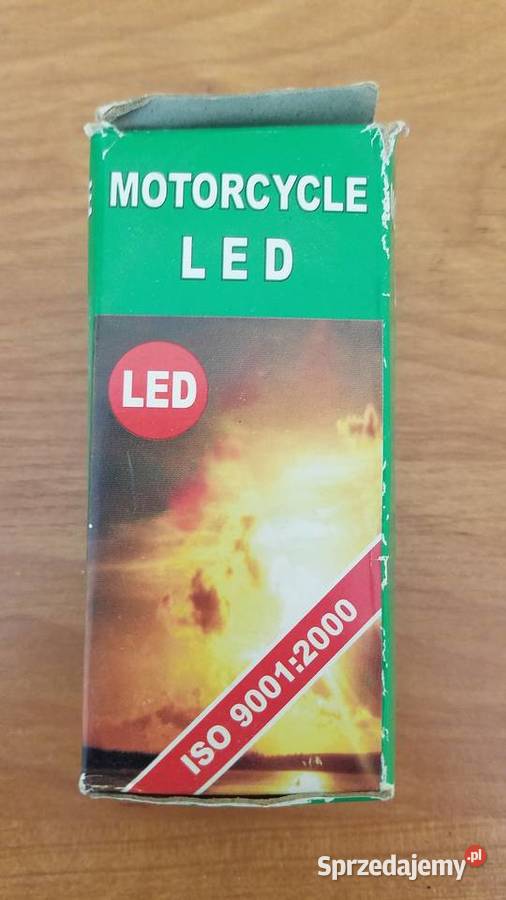 MOTORCYCLE
LED
LED
ISO 9001:2000
Sprzedajemy.pl